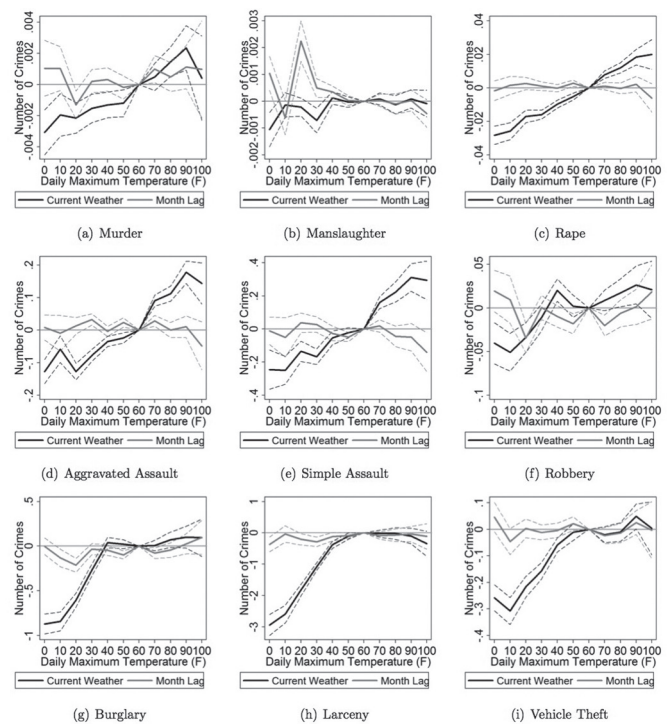 Number of Crimes
.004
.002
0
-.002
-.004
0 10 20 30 40 50 60 70 80 90 100
Daily Maximum Temperature (F)
Current Weather Month Lag
(a) Murder
Number of Crimes
.003
.002
.001
0
-.001
-.002
0 10 20 30 40 50 60 70 80 90 100
Daily Maximum Temperature (F)
Current Weather Month Lag
(b) Manslaughter
Number of Crimes
.04
.02
0
-.02
-.04
0 10 20 30 40 50 60 70 80 90 100
Daily Maximum Temperature (F)
Current Weather Month Lag
(c) Rape
Number of Crimes
.2
.1
0
-.1
-.2
0 10 20 30 40 50 60 70 80 90 100
Daily Maximum Temperature (F)
Current Weather Month Lag
(d) Aggravated Assault
Number of Crimes
.4
.2
0
-.2
-.4
0 10 20 30 40 50 60 70 80 90 100
Daily Maximum Temperature (F)
Current Weather Month Lag
(e) Simple Assault
Number of Crimes
.05
0
-.05
-.1
0 10 20 30 40 50 60 70 80 90 100
Daily Maximum Temperature (F)
Current Weather Month Lag
(f) Robbery
Number of Crimes
.5
0
-.5
-1
0 10 20 30 40 50 60 70 80 90 100
Daily Maximum Temperature (F)
Current Weather Month Lag
(g) Burglary
Number of Crimes
1
0
-1
-2
-3
0 10 20 30 40 50 60 70 80 90 100
Daily Maximum Temperature (F)
Current Weather Month Lag
(h) Larceny
Number of Crimes
.1
0
-.1
-.2
-.3
-.4
0 10 20 30 40 50 60 70 80 90 100
Daily Maximum Temperature (F)
Current Weather Month Lag
(i) Vehicle Theft